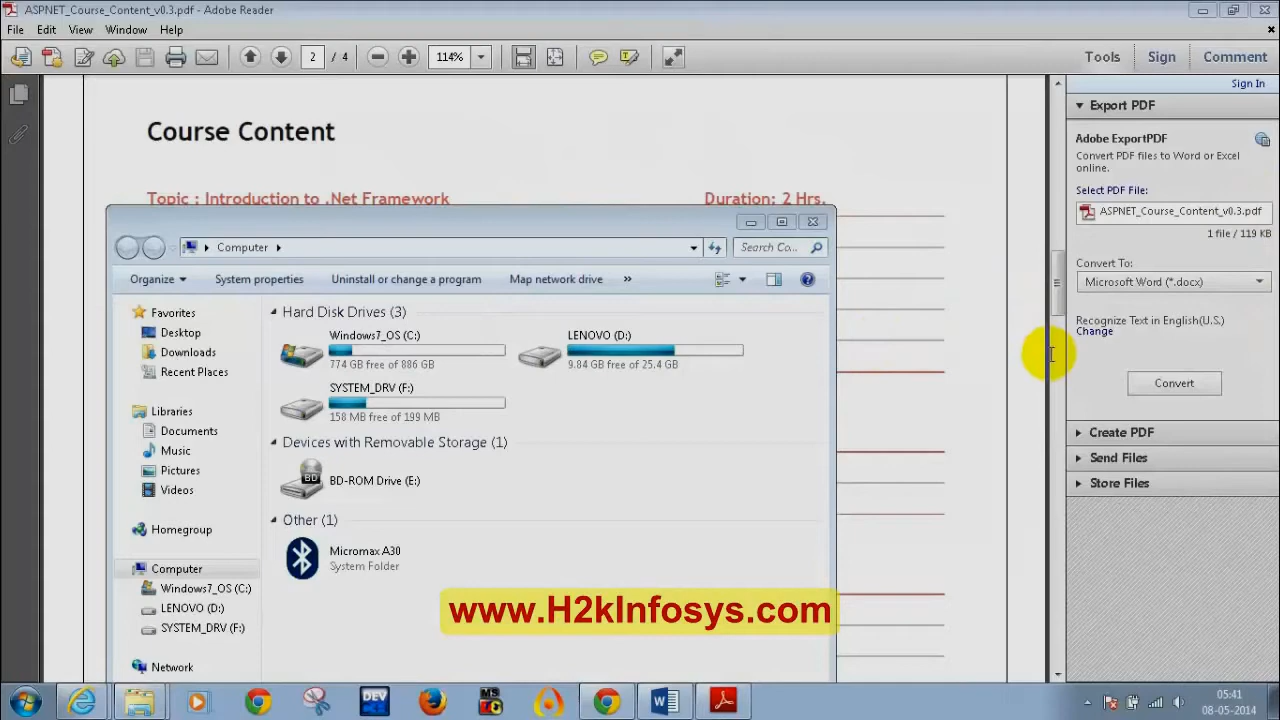 ASPNET_Course_Content_v0.3.pdf - Adobe Reader
File Edit View Window Help
2 / 4 114% Tools Sign Comment
Sign In
Course Content
Topic : Introduction to .Net Framework Duration: 2 Hrs.
Export PDF
Adobe ExportPDF
Convert PDF files to Word or Excel
online.
Select PDF File:
ASPNET_Course_Content_v0.3.pdf
1 file / 119 KB
Convert To:
Microsoft Word (*.docx)
Recognize Text in English(U.S.)
Change
Convert
Create PDF
Send Files
Store Files
Computer Search Co...
Organize System properties Uninstall or change a program Map network drive »
Favorites
Desktop
Downloads
Recent Places
Libraries
Documents
Music
Pictures
Videos
Homegroup
Computer
Windows7_OS (C:)
LENOVO (D:)
SYSTEM_DRV (F:)
Network
Hard Disk Drives (3)
Windows7_OS (C:)
774 GB free of 886 GB
LENOVO (D:)
9.84 GB free of 25.4 GB
SYSTEM_DRV (F:)
158 MB free of 199 MB
Devices with Removable Storage (1)
BD
BD-ROM Drive (E:)
Other (1)
Micromax A30
System Folder
www.H2kInfosys.com
DEV
MS
05:41
08-05-2014